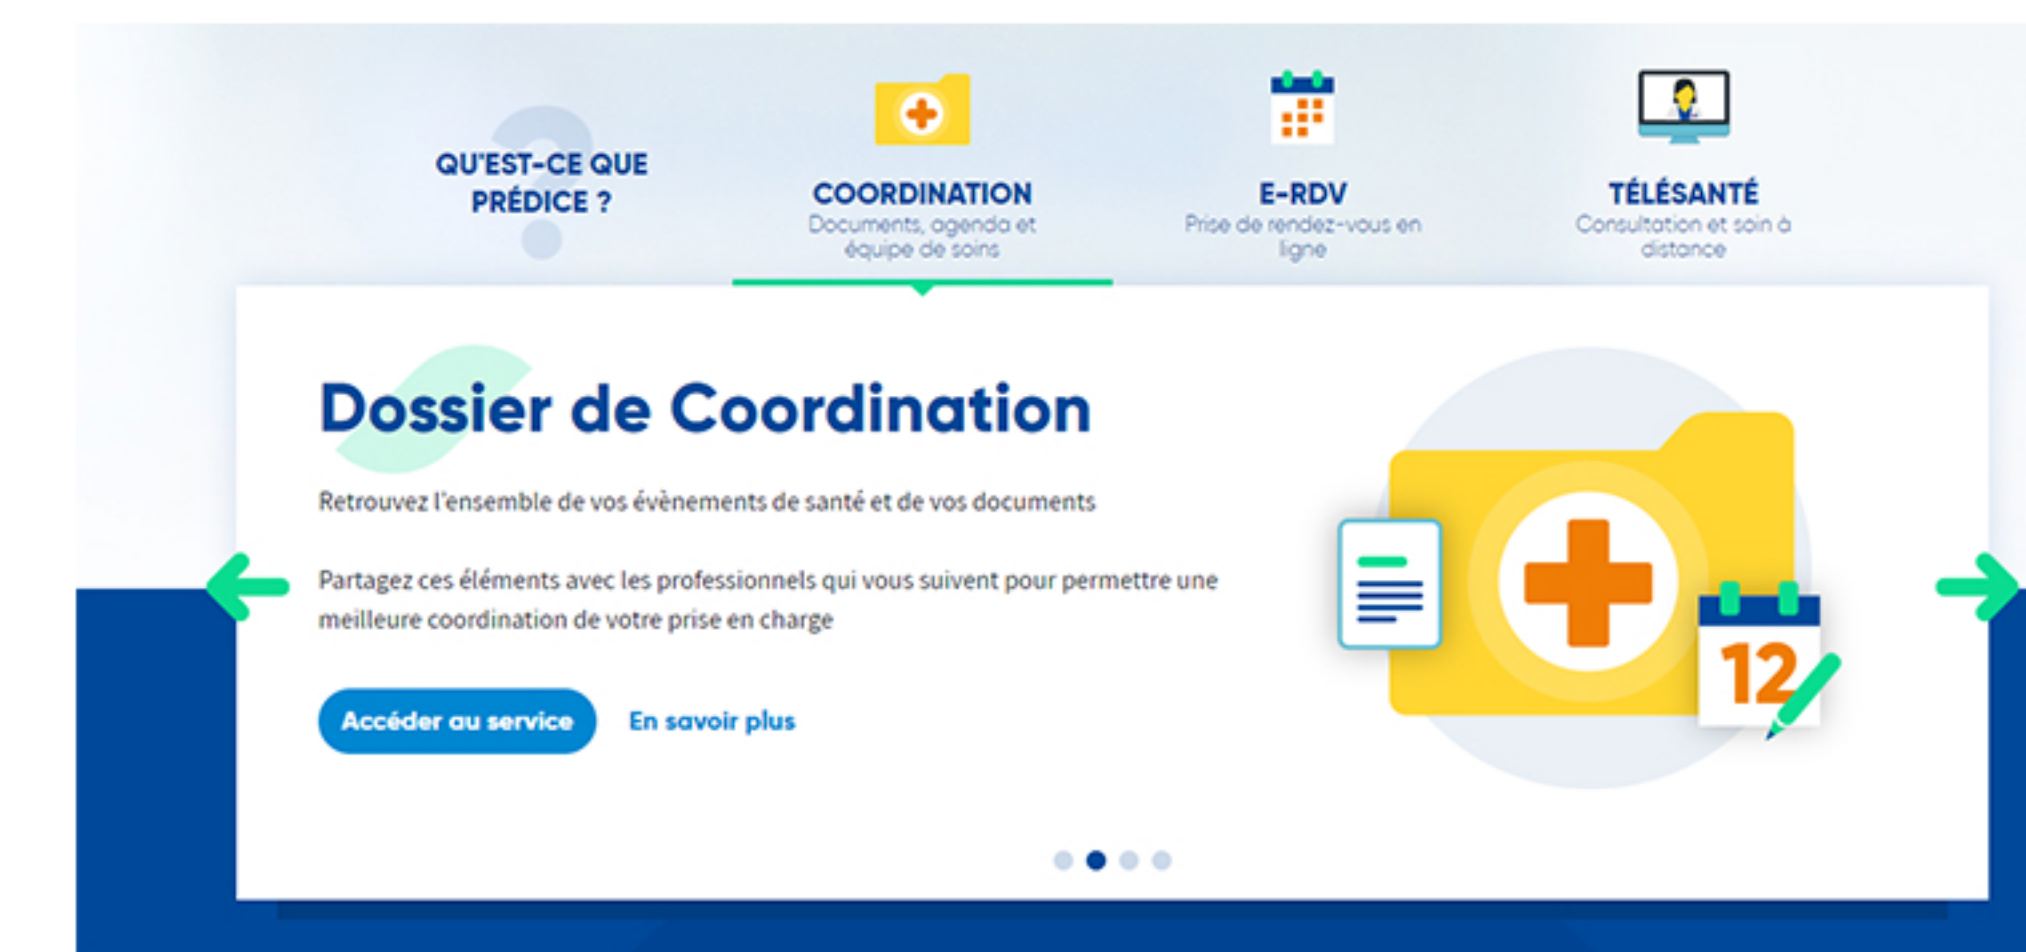 QU'EST-CE QUE
PRÉDICE ?
COORDINATION
Documents, agenda et
équipe de soins
E-RDV
Prise de rendez-vous en
ligne
TÉLÉSANTÉ
Consultation et soin à
distance
Dossier de Coordination
Retrouvez l'ensemble de vos évènements de santé et de vos documents
Partagez ces éléments avec les professionnels qui vous suivent pour permettre une
meilleure coordination de votre prise en charge
12
Accéder au service
En savoir plus